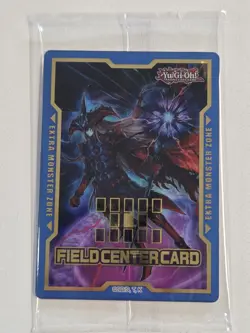 Yu-Gi-Oh!
EXTRA MONSTER ZONE
EXTRA MONSTER ZONE
FIELD CENTER CARD